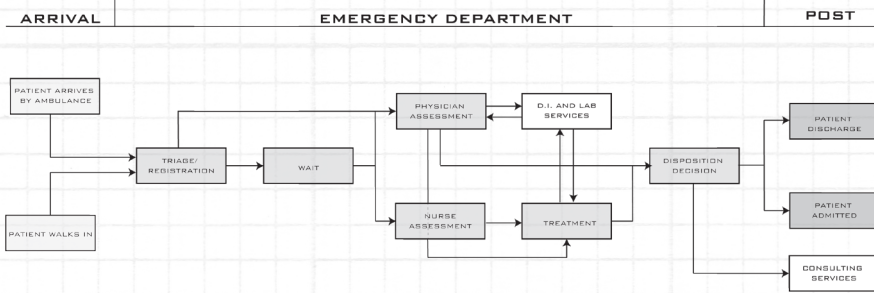 ARRIVAL
EMERGENCY DEPARTMENT
POST
PATIENT ARRIVES
BY AMBULANCE
PATIENT WALKS IN
TRIAGE/
REGISTRATION
WAIT
PHYSICIAN
ASSESSMENT
D.I. AND LAB
SERVICES
NURSE
ASSESSMENT
TREATMENT
DISPOSITION
DECISION
PATIENT
DISCHARGE
PATIENT
ADMITTED
CONSULTING
SERVICES